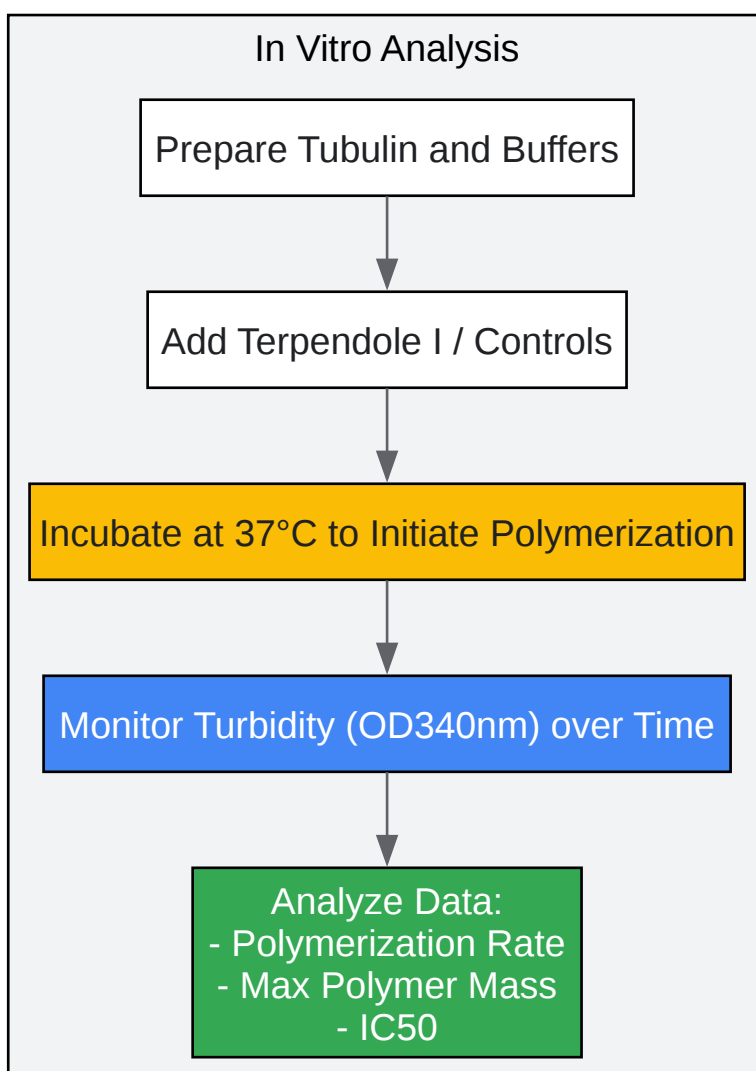 In Vitro Analysis
Prepare Tubulin and Buffers
Add Terpendole I / Controls
Incubate at 37°C to Initiate Polymerization
Monitor Turbidity (OD340nm) over Time
Analyze Data:
- Polymerization Rate
- Max Polymer Mass
- IC50